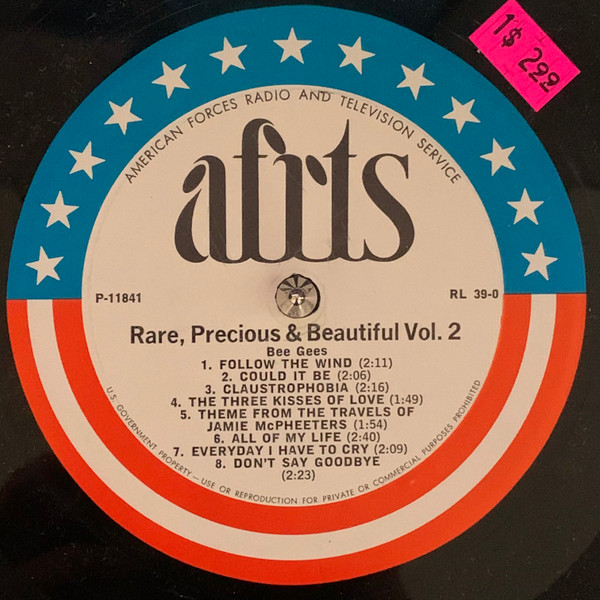 1$ 2.99
AMERICAN FORCES RADIO AND TELEVISION SERVICE
afrts
P-11841
RL 39-0
Rare, Precious & Beautiful Vol. 2
Bee Gees
1. FOLLOW THE WIND (2:11)
2. COULD IT BE (2:06)
3. CLAUSTROPHOBIA (2:16)
4. THE THREE KISSES OF LOVE (1:49)
5. THEME FROM THE TRAVELS OF
JAMIE McPHEETERS (1:54)
6. ALL OF MY LIFE (2:40)
7. EVERYDAY I HAVE TO CRY (2:09)
8. DON'T SAY GOODBYE
(2:23)
U.S. GOVERNMENT PROPERTY—USE OR REPRODUCTION FOR PRIVATE OR COMMERCIAL PURPOSES PROHIBITED